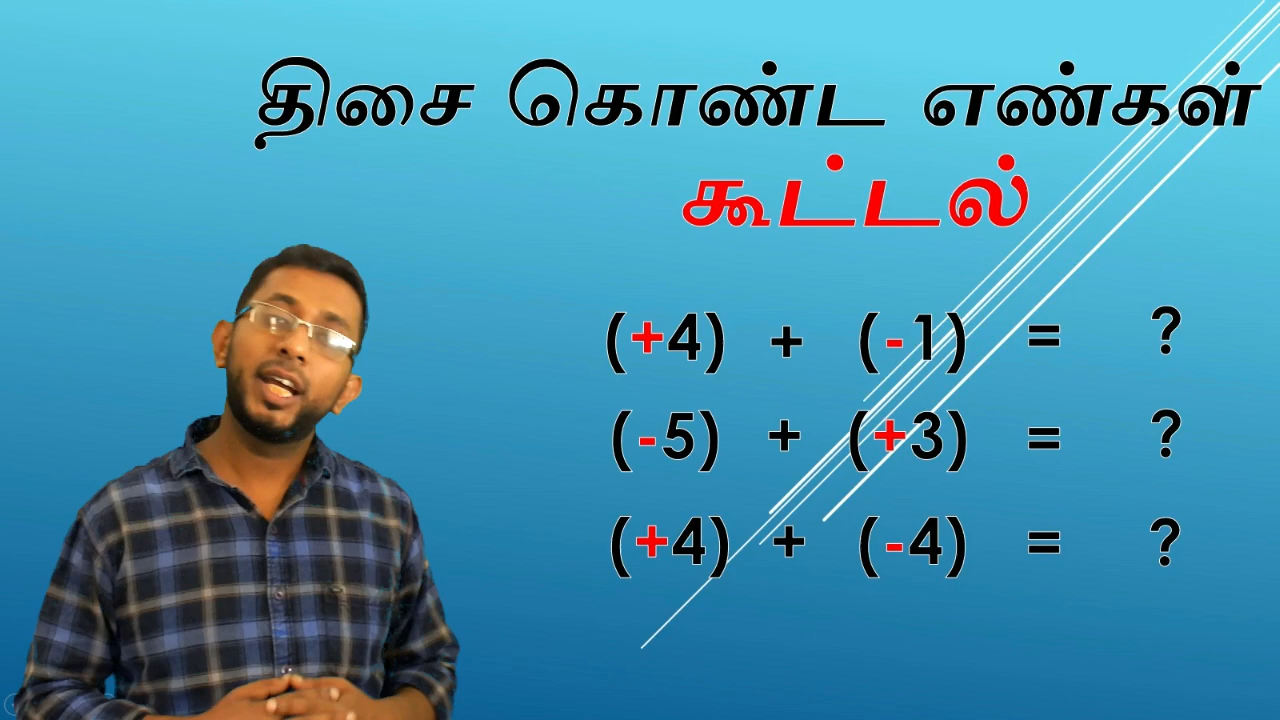 திசை கொண்ட எண்கள்
கூட்டல்
(+4) + (-1) = ?
(-5) + (+3) = ?
(+4) + (-4) = ?